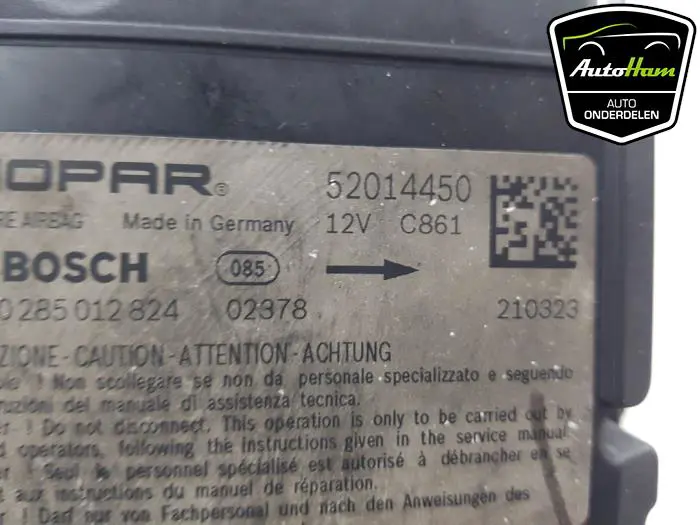 AutoHam
AUTO
ONDERDELEN
MOPAR® 52014450
AIRBAG Made in Germany 12V C861
BOSCH 085
0 285 012 824 02378 210323
ZIONE-CAUTION-ATTENTION-ACHTUNG
! Non scollegare se non da personale specializzato e seguendo
del manuale di assistenza tecnica.
! Do not disconnect. This operation is only to be carried out by
operators, following the instructions given in the service manual.
! Seul le personnel spécialisé est autorisé à débrancher en se
aux instructions du manuel de réparation.
! Darf nur von Fachpersonal und nach den Anweisungen des